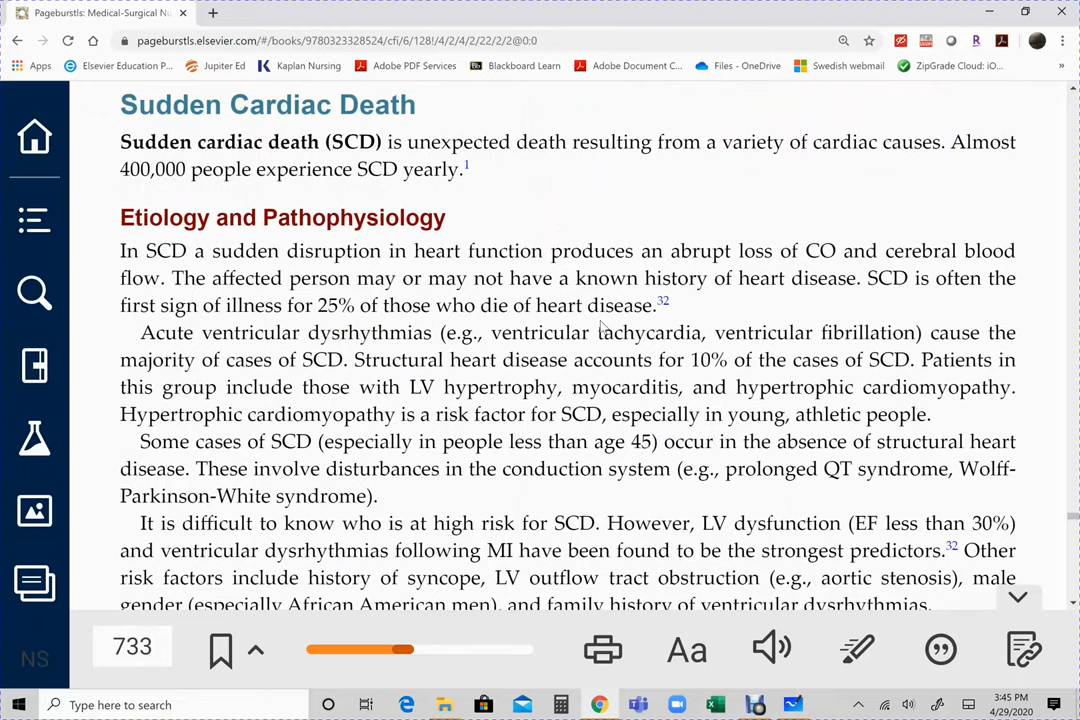 Pageburstls: Medical-Surgical Nu
pageburstls.elsevier.com/#/books/9780323328524/cfi/6/128!/4/2/4/2/22/2/2@0:0
Apps Elsevier Education P... Jupiter Ed Kaplan Nursing Adobe PDF Services Blackboard Learn Adobe Document C... Files - OneDrive Swedish webmail ZipGrade Cloud: iO...
Sudden Cardiac Death
Sudden cardiac death (SCD) is unexpected death resulting from a variety of cardiac causes. Almost
400,000 people experience SCD yearly.1
Etiology and Pathophysiology
In SCD a sudden disruption in heart function produces an abrupt loss of CO and cerebral blood
flow. The affected person may or may not have a known history of heart disease. SCD is often the
first sign of illness for 25% of those who die of heart disease.32
Acute ventricular dysrhythmias (e.g., ventricular tachycardia, ventricular fibrillation) cause the
majority of cases of SCD. Structural heart disease accounts for 10% of the cases of SCD. Patients in
this group include those with LV hypertrophy, myocarditis, and hypertrophic cardiomyopathy.
Hypertrophic cardiomyopathy is a risk factor for SCD, especially in young, athletic people.
Some cases of SCD (especially in people less than age 45) occur in the absence of structural heart
disease. These involve disturbances in the conduction system (e.g., prolonged QT syndrome, Wolff-
Parkinson-White syndrome).
It is difficult to know who is at high risk for SCD. However, LV dysfunction (EF less than 30%)
and ventricular dysrhythmias following MI have been found to be the strongest predictors.32 Other
risk factors include history of syncope, LV outflow tract obstruction (e.g., aortic stenosis), male
gender (especially African American men), and family history of ventricular dysrhythmias.
NS
733
Aa
Type here to search
3:45 PM
4/29/2020